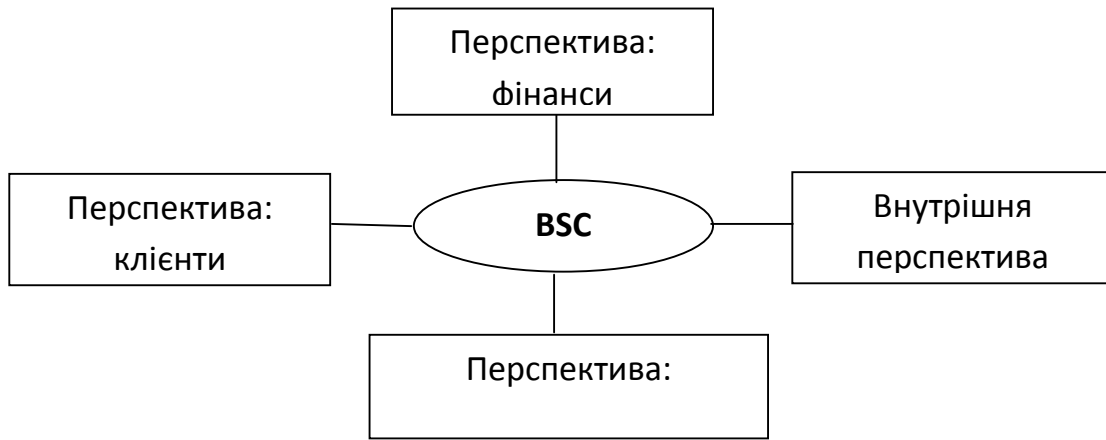 Перспектива:
фінанси
Перспектива:
клієнти
BSC
Внутрішня
перспектива
Перспектива: